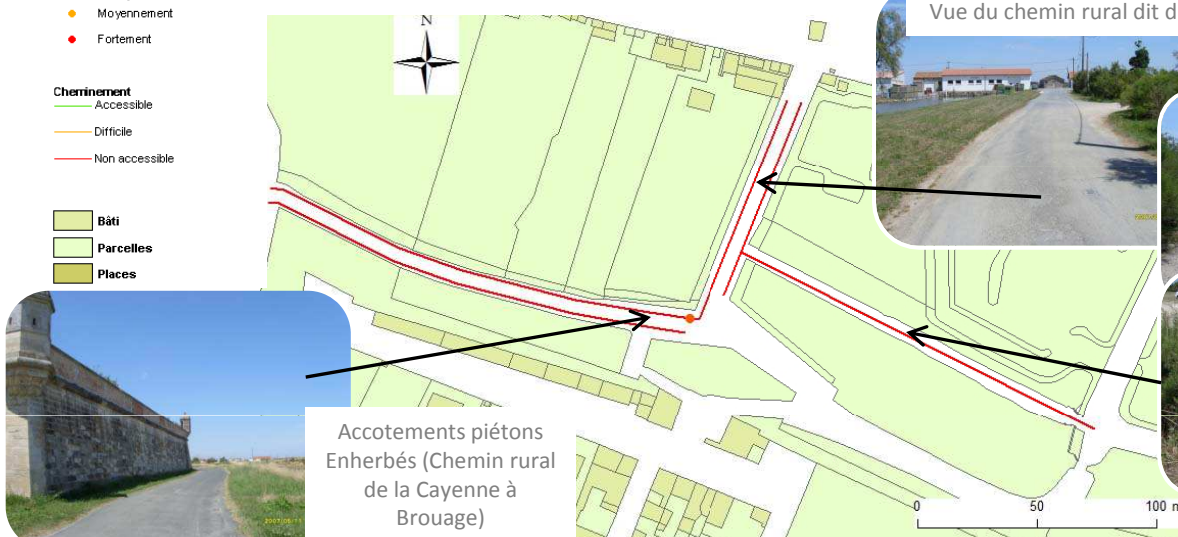 Moyennement
Fortement
Cheminement
Accessible
Difficile
Non accessible
Bâti
Parcelles
Places
N
Vue du chemin rural dit d
Accotements piétons
Enherbés (Chemin rural
de la Cayenne à
Brouage)
0 50 100 m